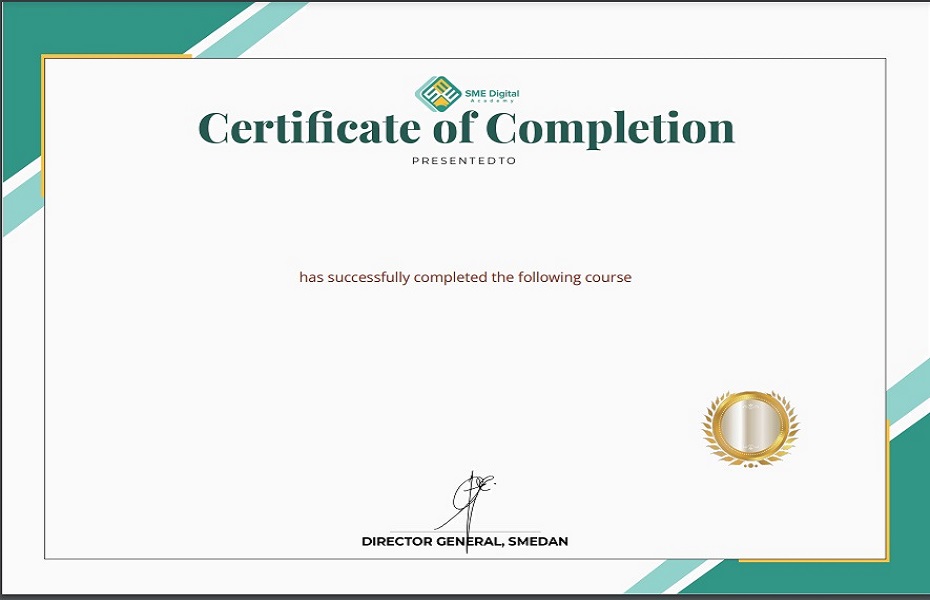 SME Digital
Academy
Certificate of Completion
PRESENTEDTO
has successfully completed the following course
DIRECTOR GENERAL, SMEDAN